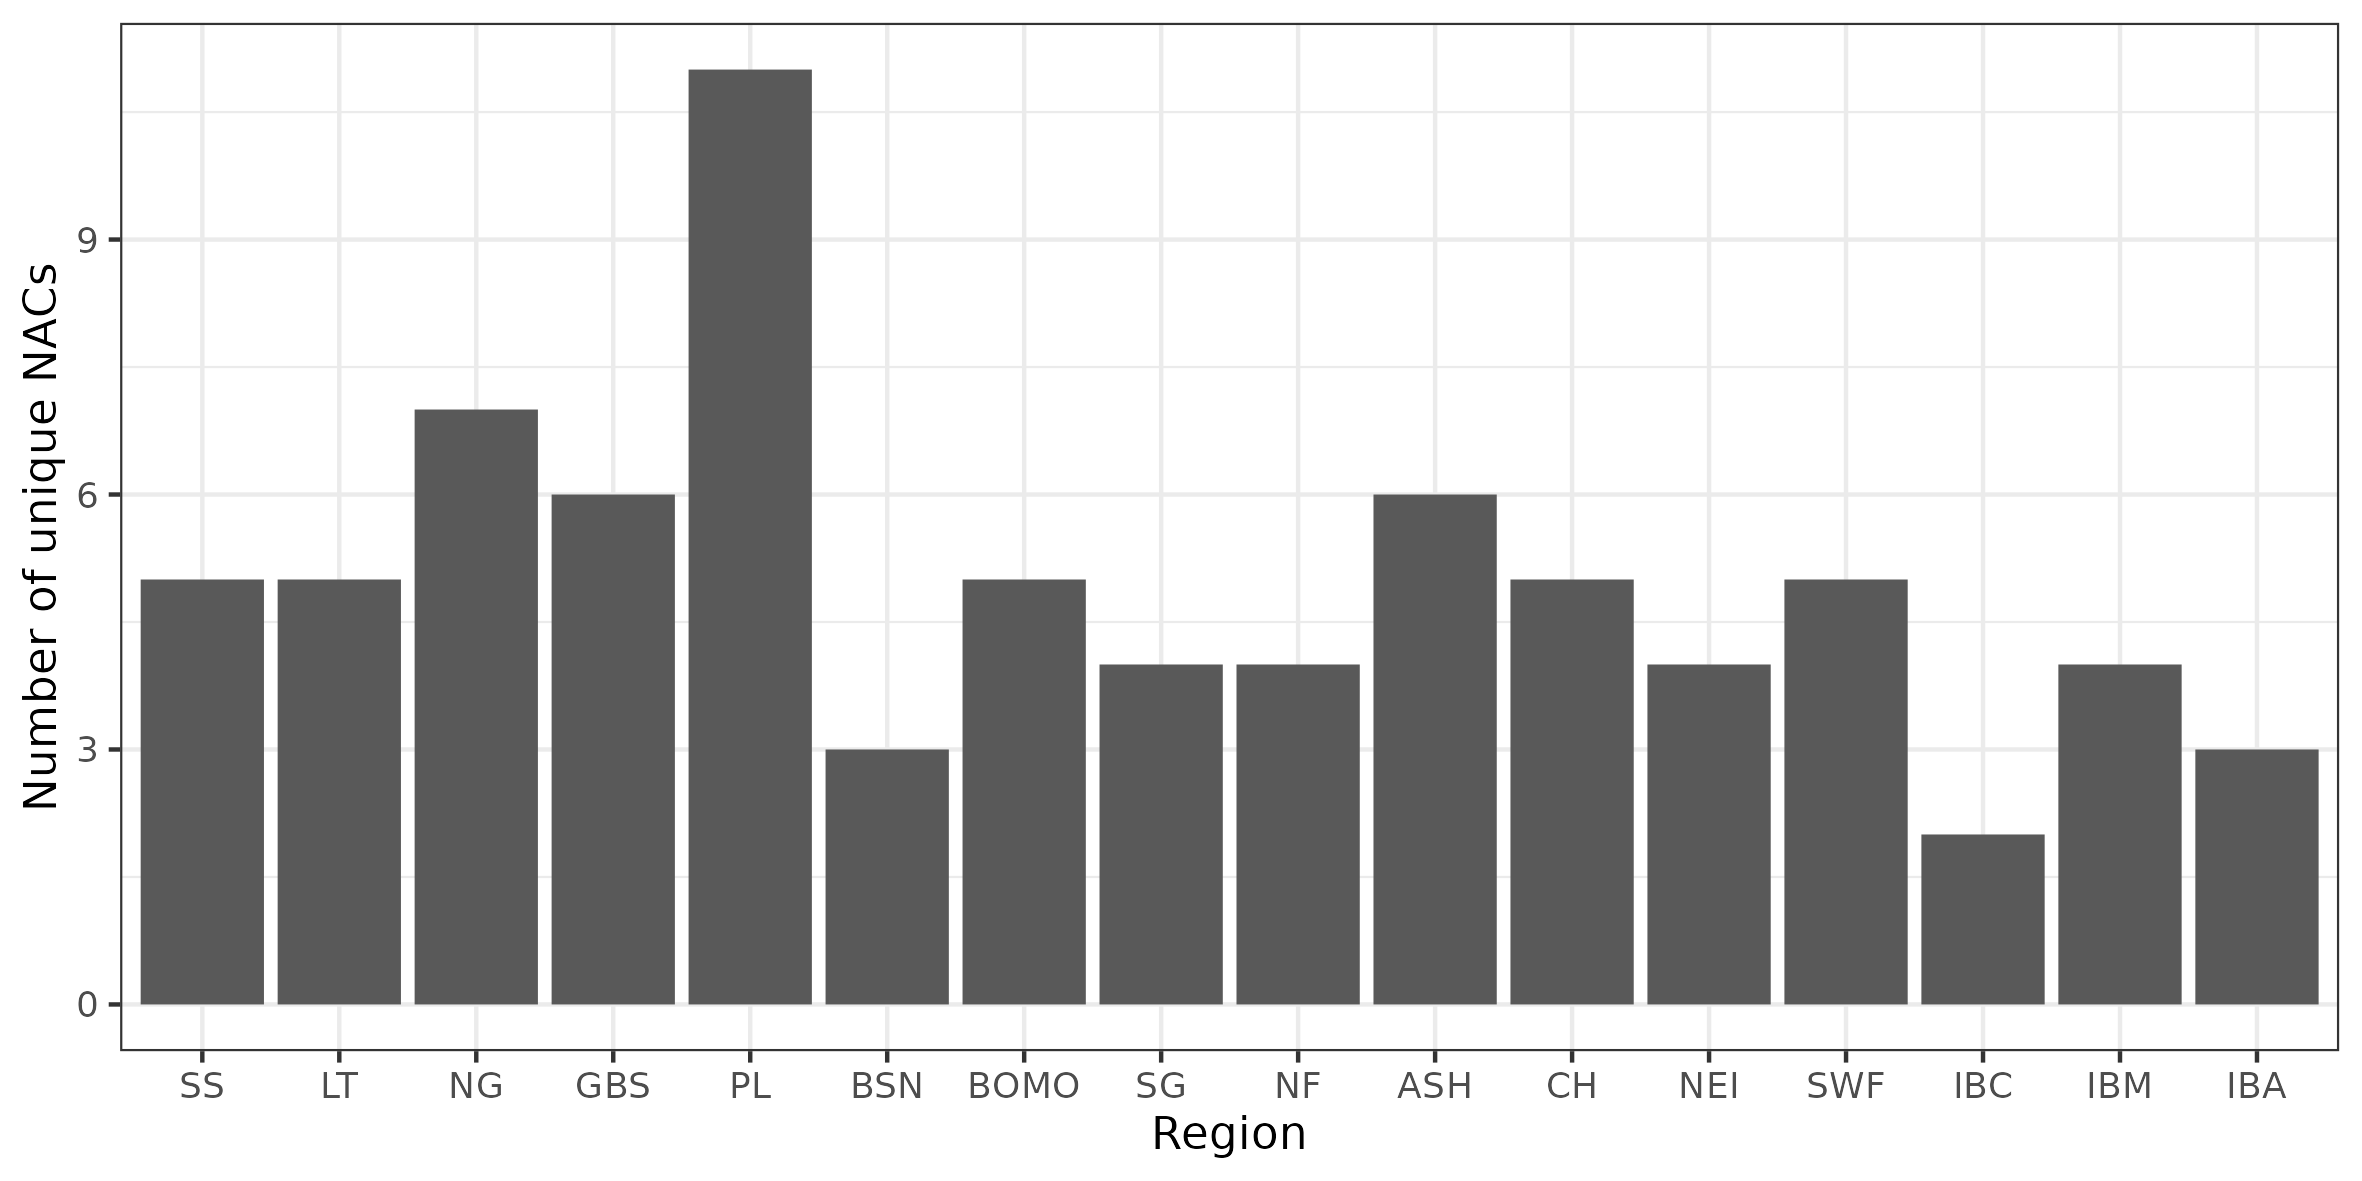 Number of unique NACs
9
6
3
0
SS LT NG GBS PL BSN BOMO SG NF ASH CH NEI SWF IBC IBM IBA
Region